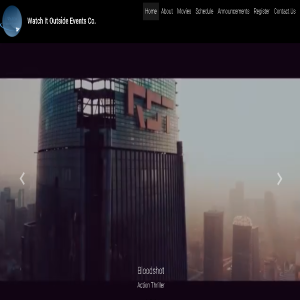 Watch It Outside Events Co.
Home About Movies Schedule Announcements Register Contact Us
RST
Bloodshot
Action Thriller